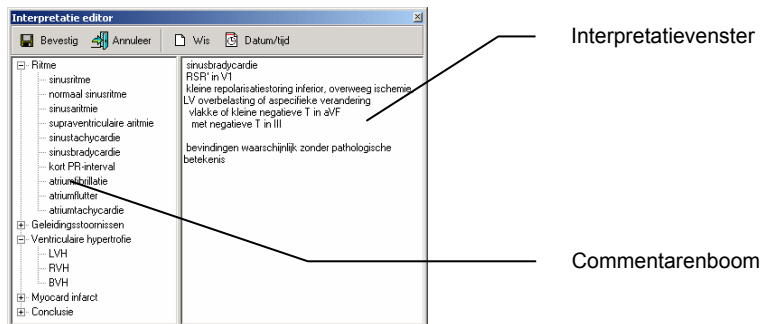 Interpretatie editor
Bevestig Annuleer Wis Datum/tijd
Ritme
sinusritme
normaal sinusritme
sinusaritmie
supraventriculaire aritmie
sinustachycardie
sinusbradycardie
kort PR-interval
atriumfibrillatie
atriumflutter
atriumtachycardie
Geleidingsstoornissen
Ventriculaire hypertrofie
LVH
RVH
BVH
Myocard infarct
Conclusie
sinusbradycardie
RSR' in V1
kleine repolarisatiestoring inferior, overweeg ischemie,
LV overbelasting of aspecifieke verandering
vlakke of kleine negatieve T in aVF
met negatieve T in III
bevindingen waarschijnlijk zonder pathologische
betekenis
Interpretatievenster
Commentarenboom